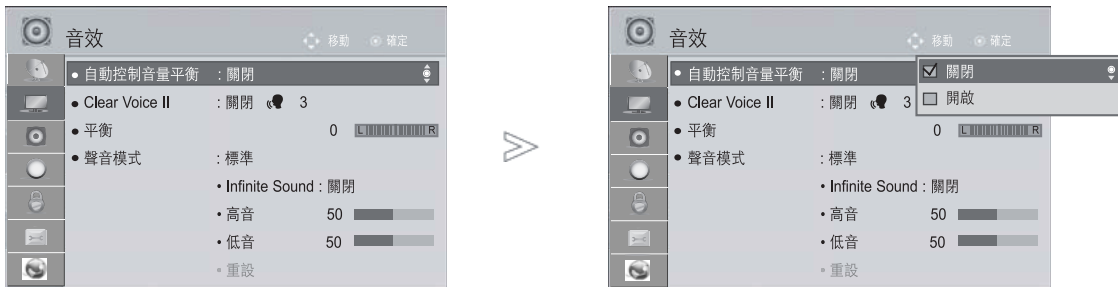 音效 移動 確定
• 自動控制音量平衡 : 關閉
• Clear Voice II : 關閉 3
• 平衡 0 L R
• 聲音模式 : 標準
• Infinite Sound : 關閉
• 高音 50
• 低音 50
• 重設
音效 移動 確定
• 自動控制音量平衡 : 關閉
• Clear Voice II : 關閉 3
• 平衡 0 L R
• 聲音模式 : 標準
• Infinite Sound : 關閉
• 高音 50
• 低音 50
• 重設
關閉
開啟